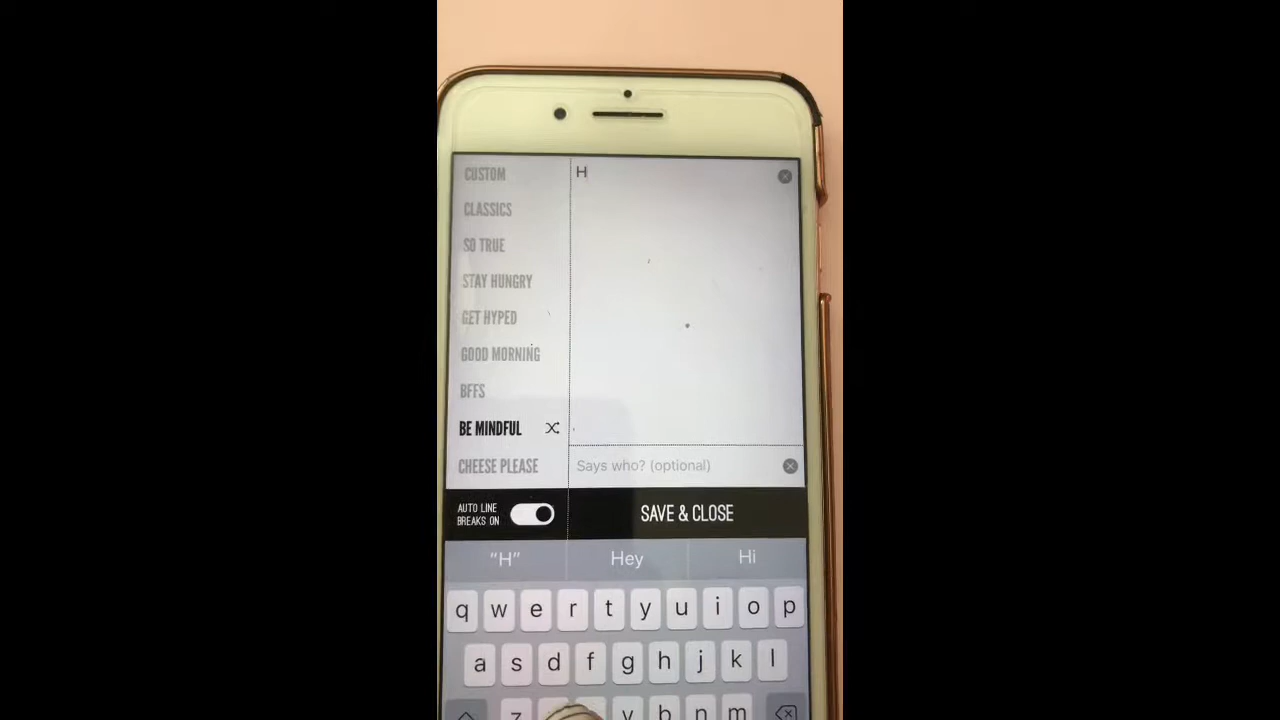 CUSTOM
CLASSICS
SO TRUE
STAY HUNGRY
GET HYPED
GOOD MORNING
BFFS
BE MINDFUL
CHEESE PLEASE
H
Says who? (optional)
AUTO LINE
BREAKS ON
SAVE & CLOSE
“H” Hey Hi
q w e r t y u i o p
a s d f g h j k l
z v b n m